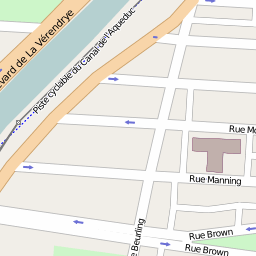 evard de La Vérendrye
Piste cyclable du Canal de l'Aqueduc
Rue Mo
Rue Manning
Rue Brown
Rue Brown
e Beurling